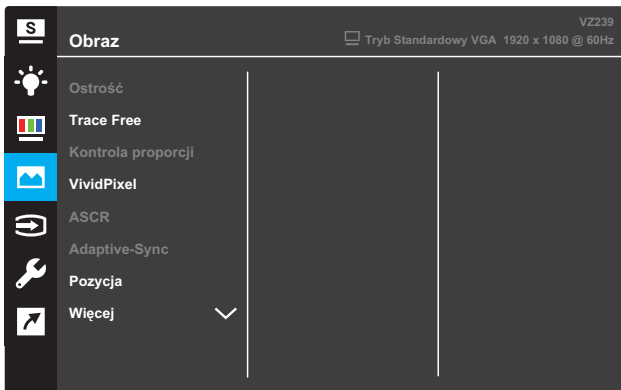 S
VZ239
Obraz
Tryb Standardowy VGA 1920 x 1080 @ 60Hz
Ostrość
Trace Free
Kontrola proporcji
VividPixel
ASCR
Adaptive-Sync
Pozycja
Więcej